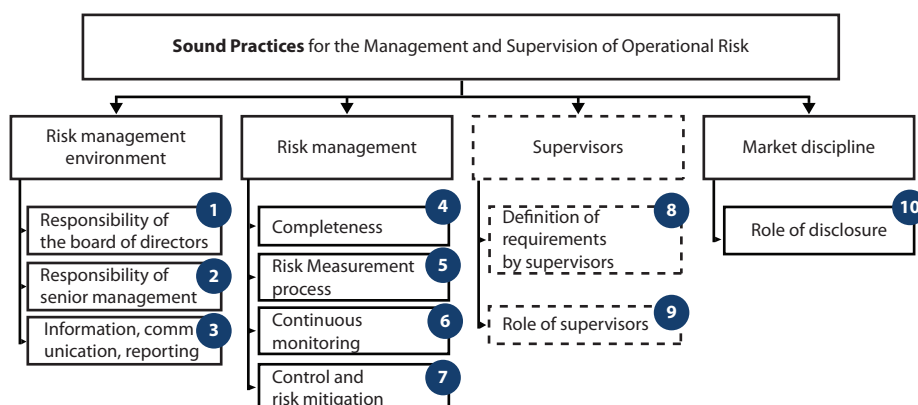 Sound Practices for the Management and Supervision of Operational Risk
Risk management
environment
1
Responsibility of
the board of directors
2
Responsibility of
senior management
3
Information, comm
unication, reporting
Risk management
4
Completeness
5
Risk Measurement
process
6
Continuous
monitoring
7
Control and
risk mitigation
Supervisors
8
Definition of
requirements
by supervisors
9
Role of supervisors
Market discipline
10
Role of disclosure